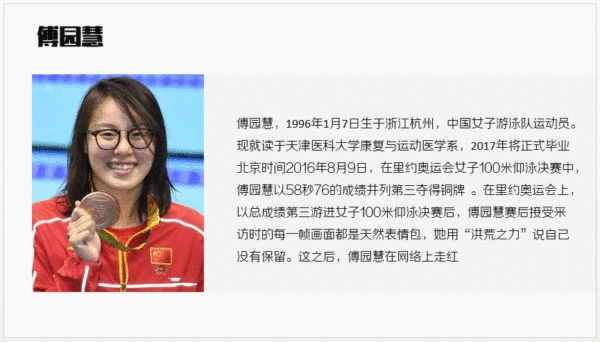 傅园慧
傅园慧，1996年1月7日生于浙江杭州，中国女子游泳队运动员。
现就读于天津医科大学康复与运动医学系，2017年将正式毕业
北京时间2016年8月9日，在里约奥运会女子100米仰泳决赛中，
傅园慧以58秒76的成绩并列第三夺得铜牌 。在里约奥运会上，
以总成绩第三游进女子100米仰泳决赛后，傅园慧赛后接受采
访时的每一帧画面都是天然表情包，她用“洪荒之力”说自己
没有保留。这之后，傅园慧在网络上走红